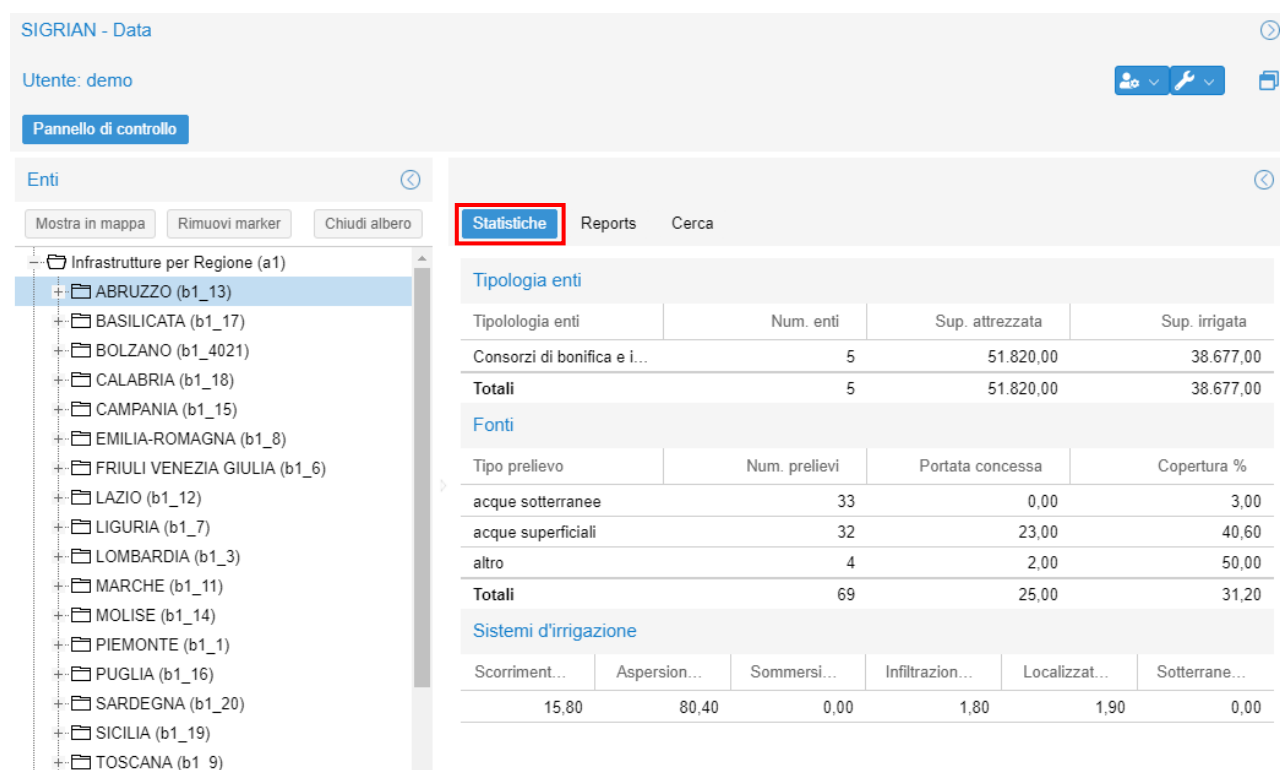 SIGRIAN - Data
Utente: demo
Pannello di controllo
Enti
Mostra in mappa Rimuovi marker Chiudi albero
Infrastrutture per Regione (a1)
ABRUZZO (b1_13)
BASILICATA (b1_17)
BOLZANO (b1_4021)
CALABRIA (b1_18)
CAMPANIA (b1_15)
EMILIA-ROMAGNA (b1_8)
FRIULI VENEZIA GIULIA (b1_6)
LAZIO (b1_12)
LIGURIA (b1_7)
LOMBARDIA (b1_3)
MARCHE (b1_11)
MOLISE (b1_14)
PIEMONTE (b1_1)
PUGLIA (b1_16)
SARDEGNA (b1_20)
SICILIA (b1_19)
TOSCANA (b1_9)
Statistiche Reports Cerca
Tipologia enti
Tipolologia enti Num. enti Sup. attrezzata Sup. irrigata
Consorzi di bonifica e i... 5 51.820,00 38.677,00
Totali 5 51.820,00 38.677,00
Fonti
Tipo prelievo Num. prelievi Portata concessa Copertura %
acque sotterranee 33 0,00 3,00
acque superficiali 32 23,00 40,60
altro 4 2,00 50,00
Totali 69 25,00 31,20
Sistemi d'irrigazione
Scorriment... Aspersion... Sommersi... Infiltrazion... Localizzat... Sotterrane...
15,80 80,40 0,00 1,80 1,90 0,00